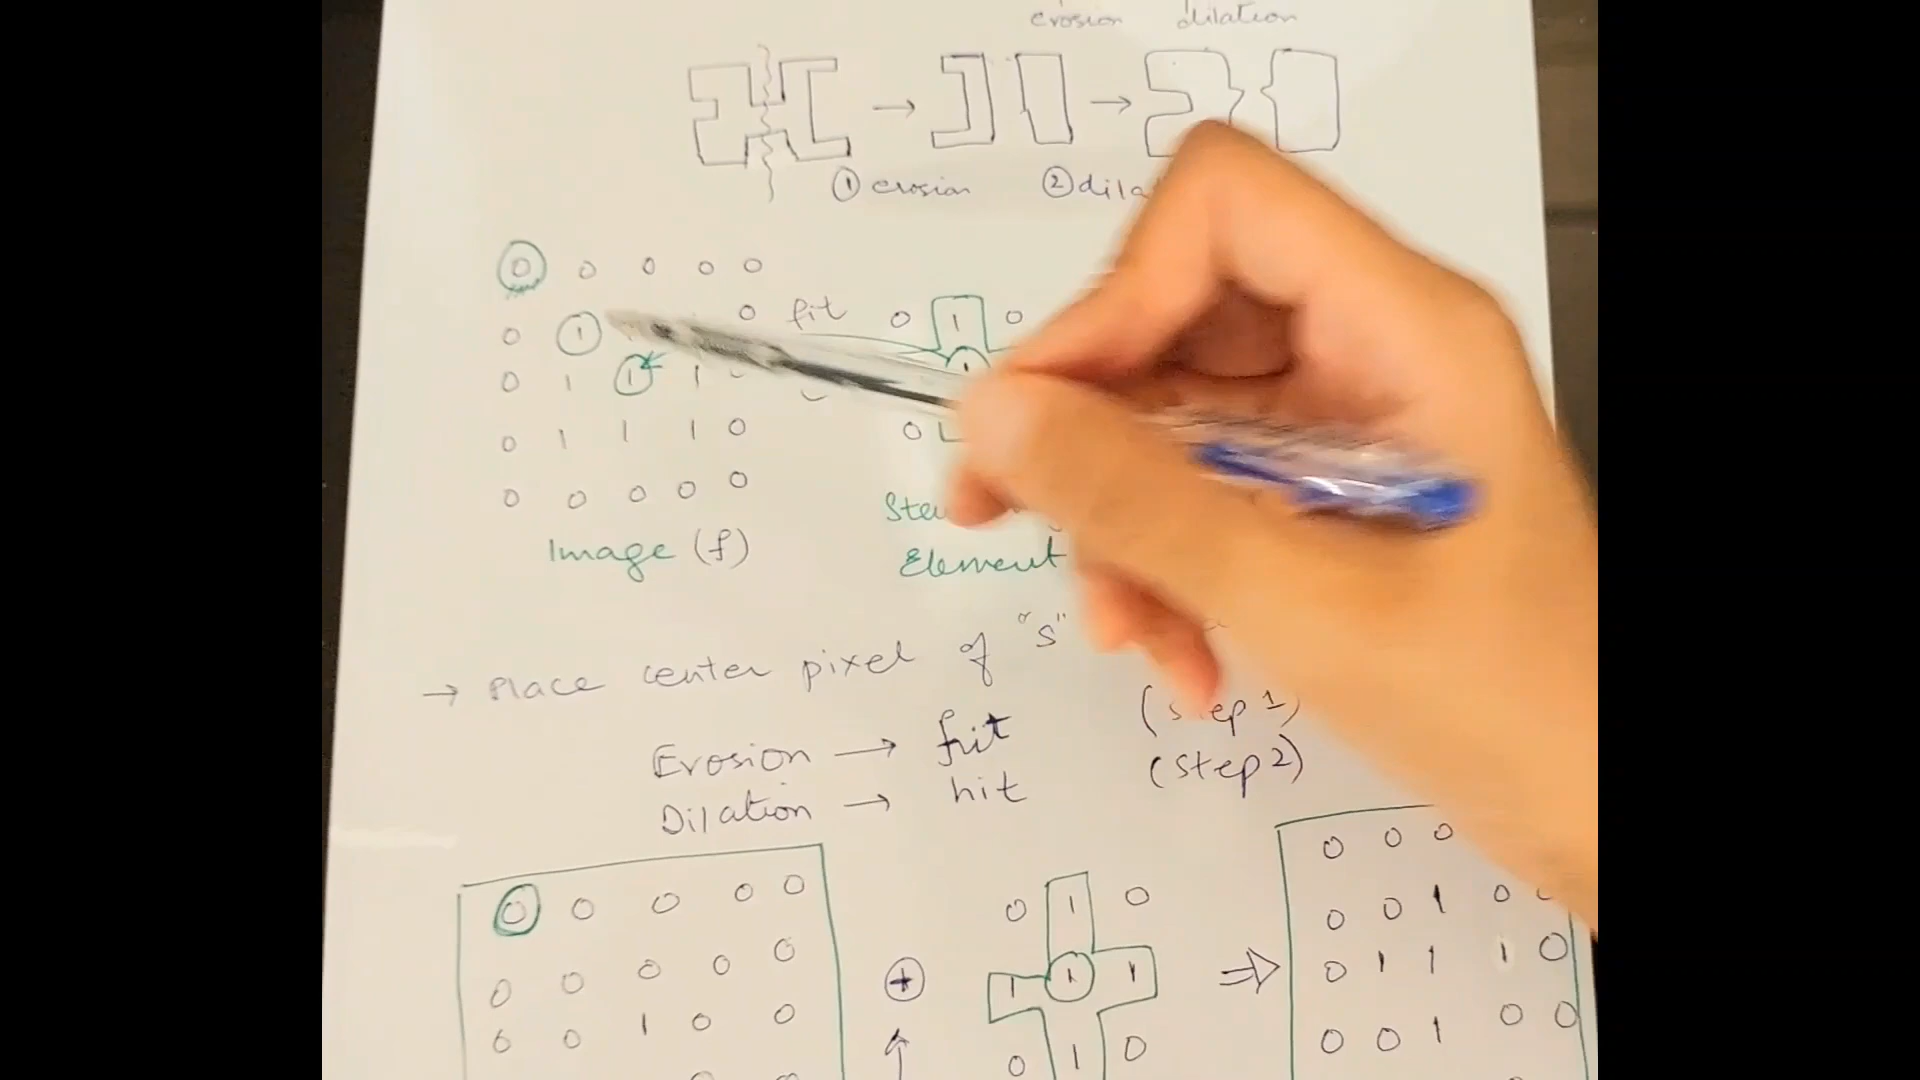 erosion dilation
→ →
① erosion ②
0 0 0 0 0
0 1 0 fit 0 1 0
0 1 1 1
0 1 1 1 0 0
0 0 0 0 0
Image (f) Element
→ Place center pixel of "s"
Erosion → fit (step 1)
Dilation → hit (step 2)
0 0 0 0 0 0 1 0 0 0 0
0 0 0 0 0 0 0 1 0
0 0 1 0 0 ⊕ 1 1 1 ⇒ 0 1 1 1 0
0 1 0 0 0 1 0 0